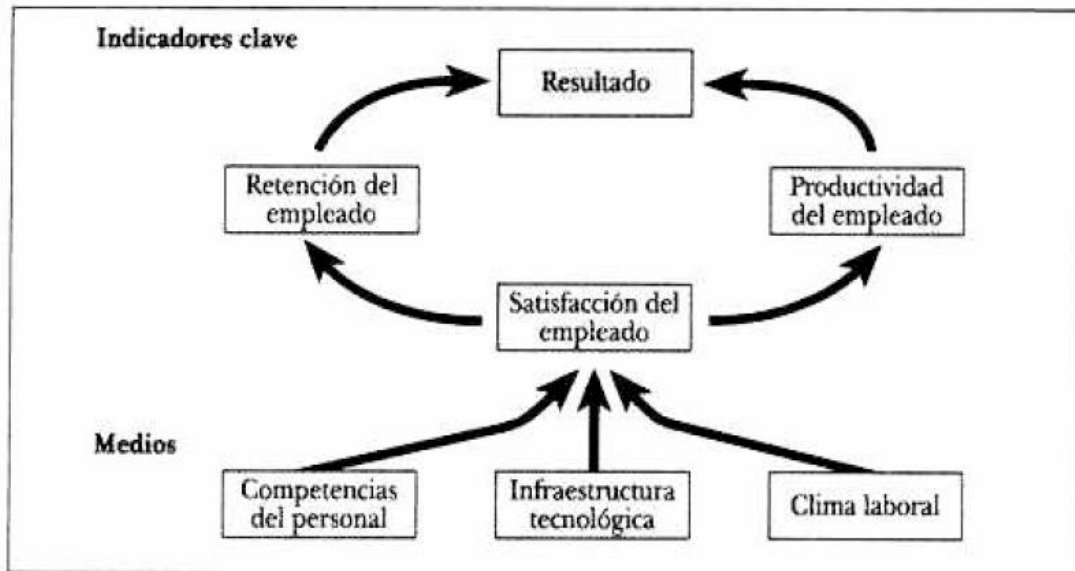 Indicadores clave
Resultado
Retención del
empleado
Productividad
del empleado
Satisfacción del
empleado
Medios
Competencias
del personal
Infraestructura
tecnológica
Clima laboral